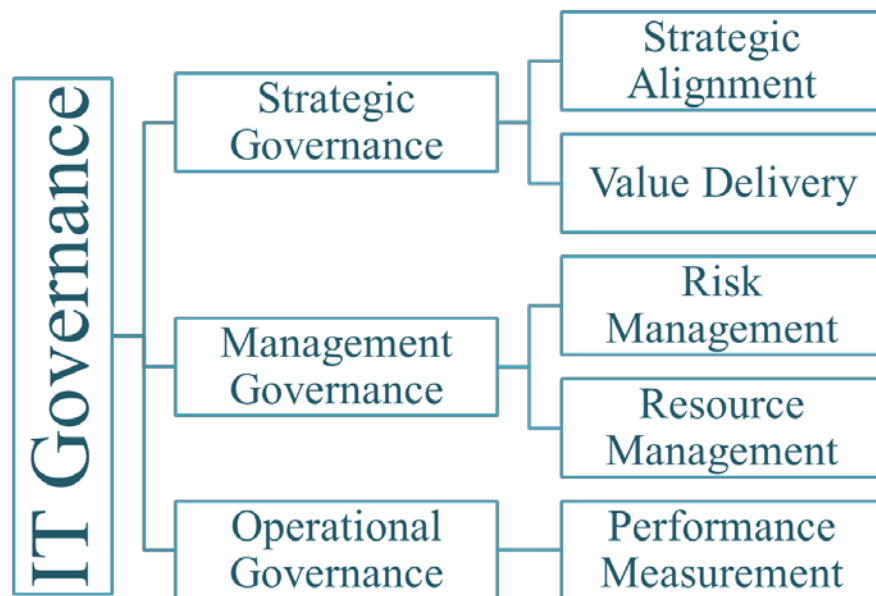 IT Governance
Strategic
Governance
Strategic
Alignment
Value Delivery
Management
Governance
Risk
Management
Resource
Management
Operational
Governance
Performance
Measurement